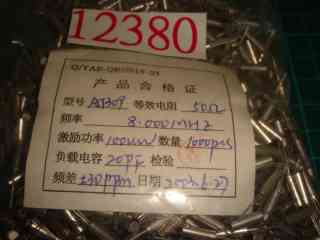 12380
产品合格证
型号 AT309 等效电阻 50Ω
频率 8.000MHZ
激励功率 100uw 数量 1000pcs
负载电容 20PF 检验
频差 ±30ppm 日期